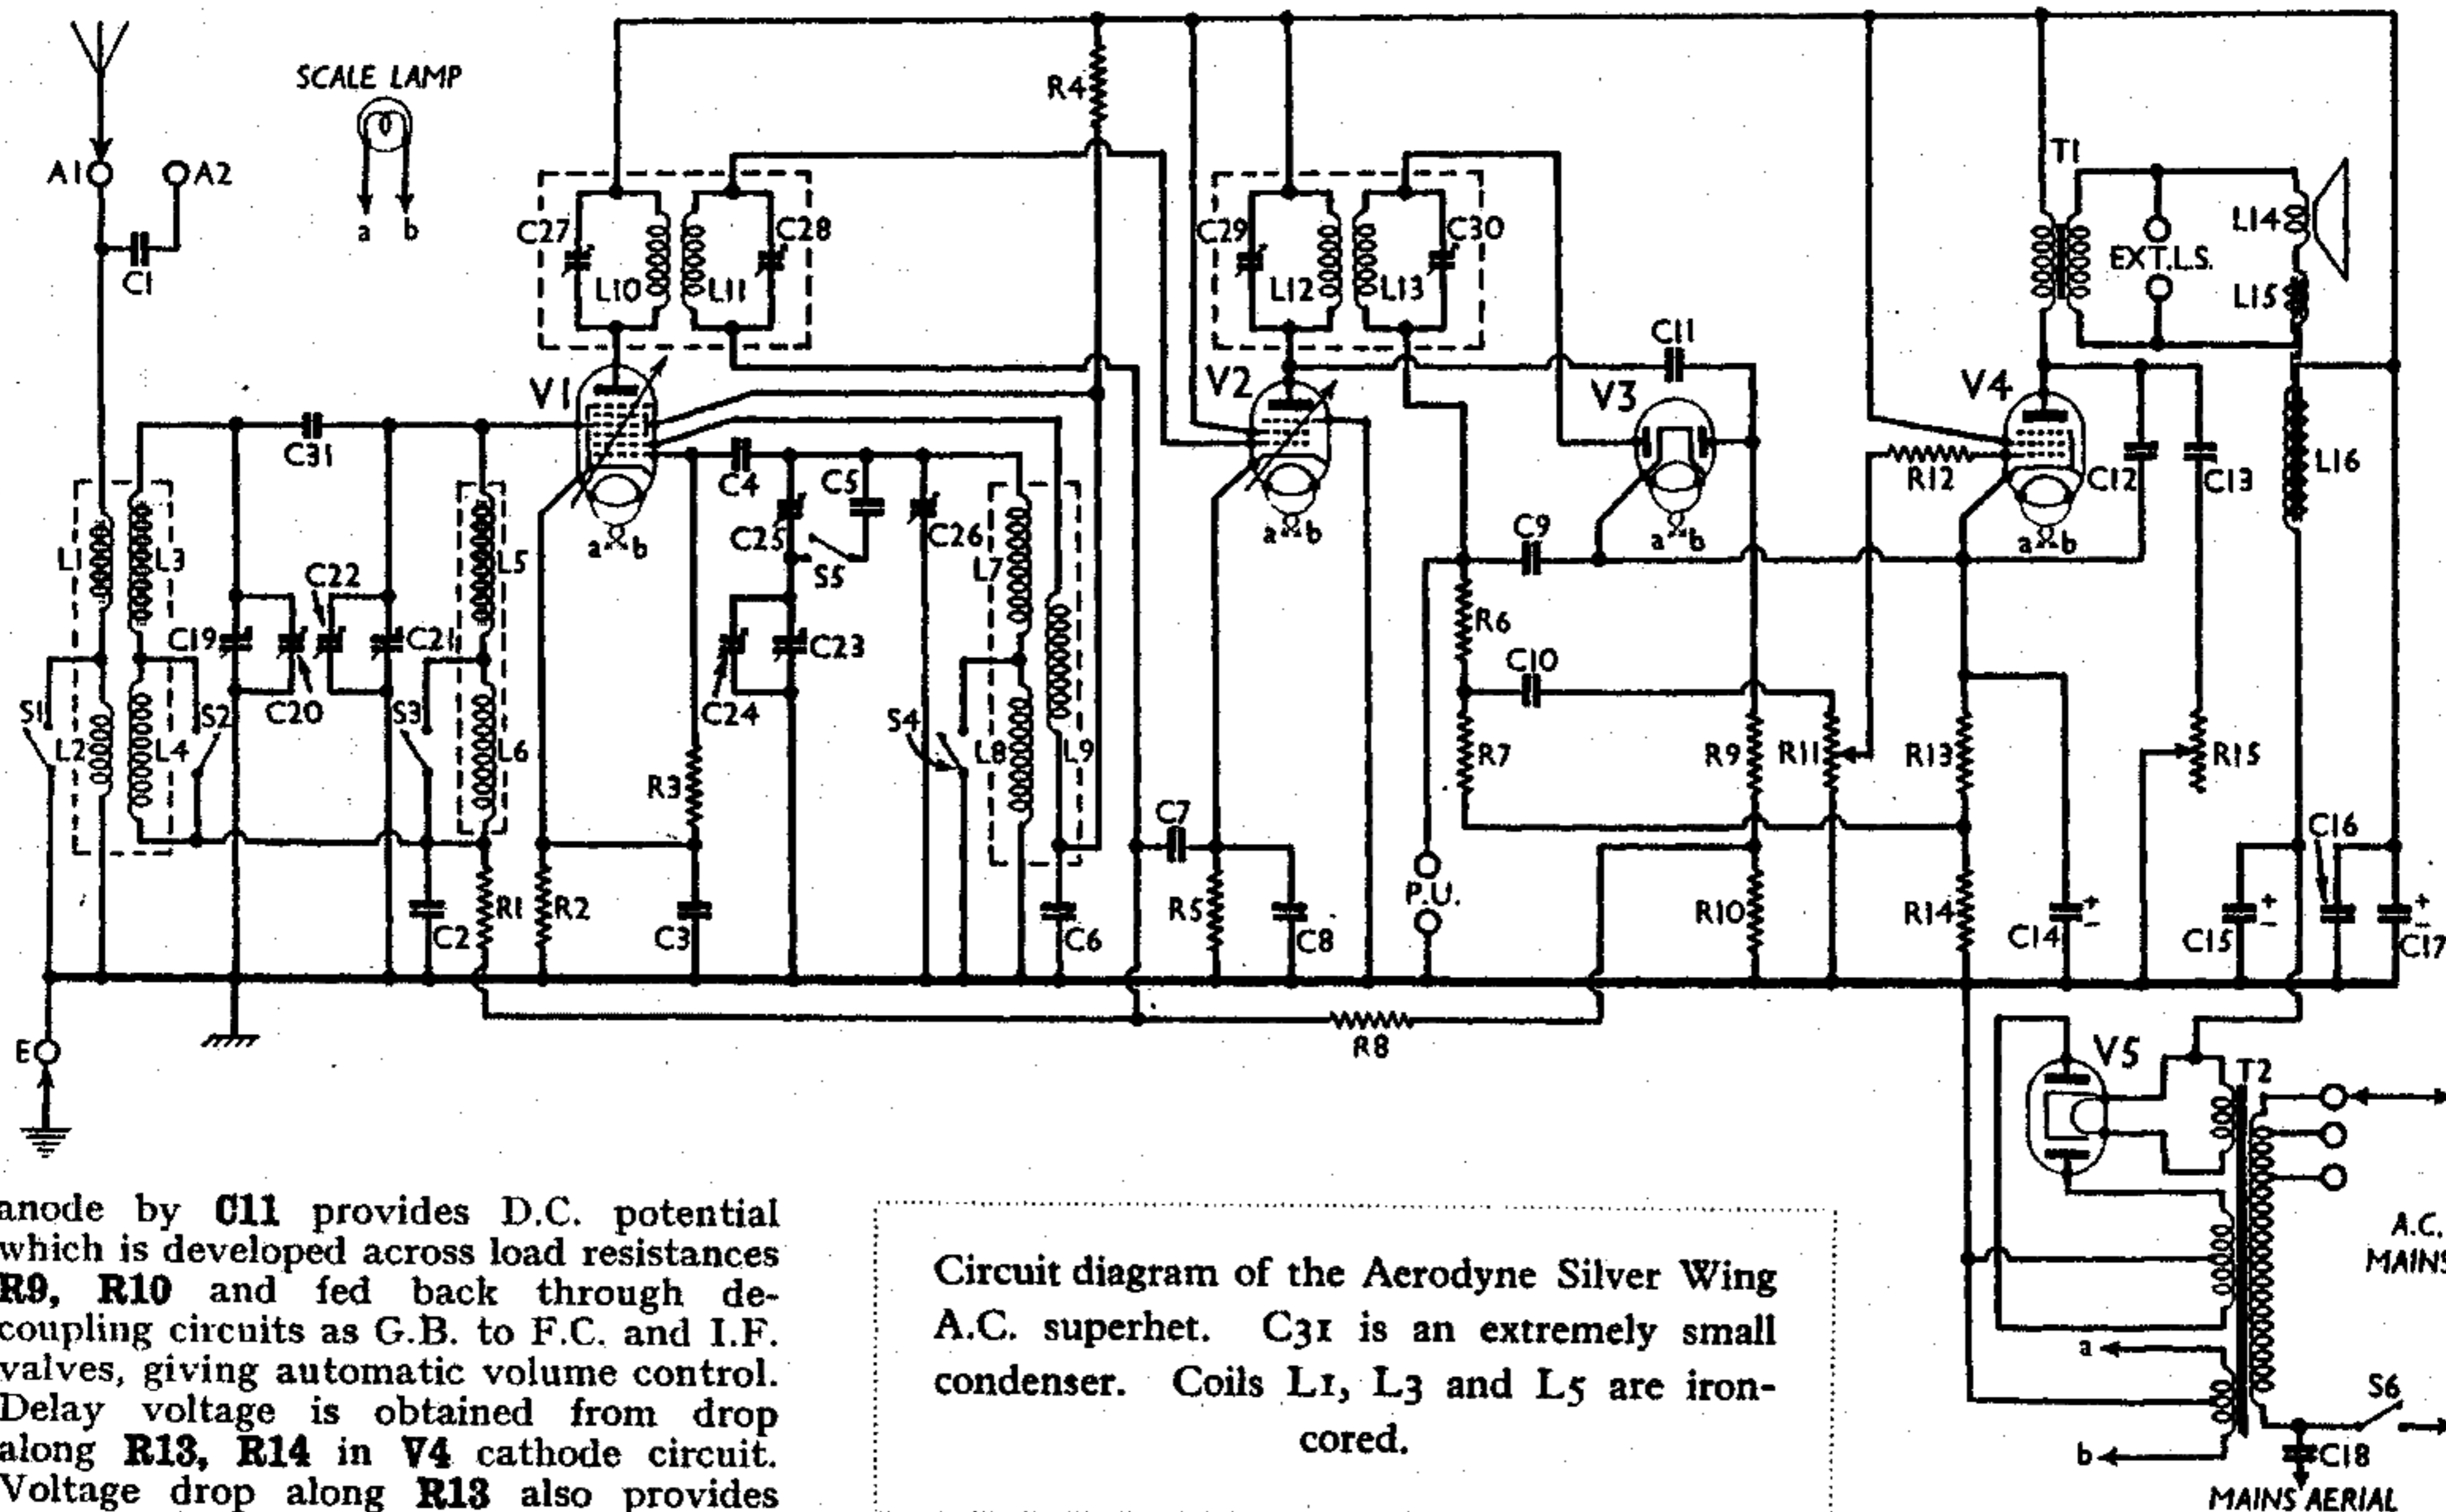 SCALE LAMP
a b
A1 A2
C1
R4
T1
C27 C28
L10 L11
C29 C30
L12 L13
L14
EXT.L.S.
L15
C11
V1 V2 V3 V4
C31
C4 C5
R12 C12 C13 L16
a b
a b
a b
a b
L1 L3 C22 L5
C25 C26
S5
L7
C9
C19 C21 C23
R6
C10
S1 L2 L4 S2 C20 S3 L6
C24
S4 L8 L9
R7 R9 R11 R13 R15
R3
C7
C16
P.U.
C2 R1 R2 C3 C6 R5 C8
R10 R14 C14 + - C15 + - C17 + -
E
R8
V5 T2
A.C.
MAINS
a
b
S6
C18
MAINS AERIAL
anode by C11 provides D.C. potential
which is developed across load resistances
R9, R10 and fed back through de-
coupling circuits as G.B. to F.C. and I.F.
valves, giving automatic volume control.
Delay voltage is obtained from drop
along R13, R14 in V4 cathode circuit.
Voltage drop along R13 also provides
Circuit diagram of the Aerodyne Silver Wing
A.C. superhet. C31 is an extremely small
condenser. Coils L1, L3 and L5 are iron-
cored.